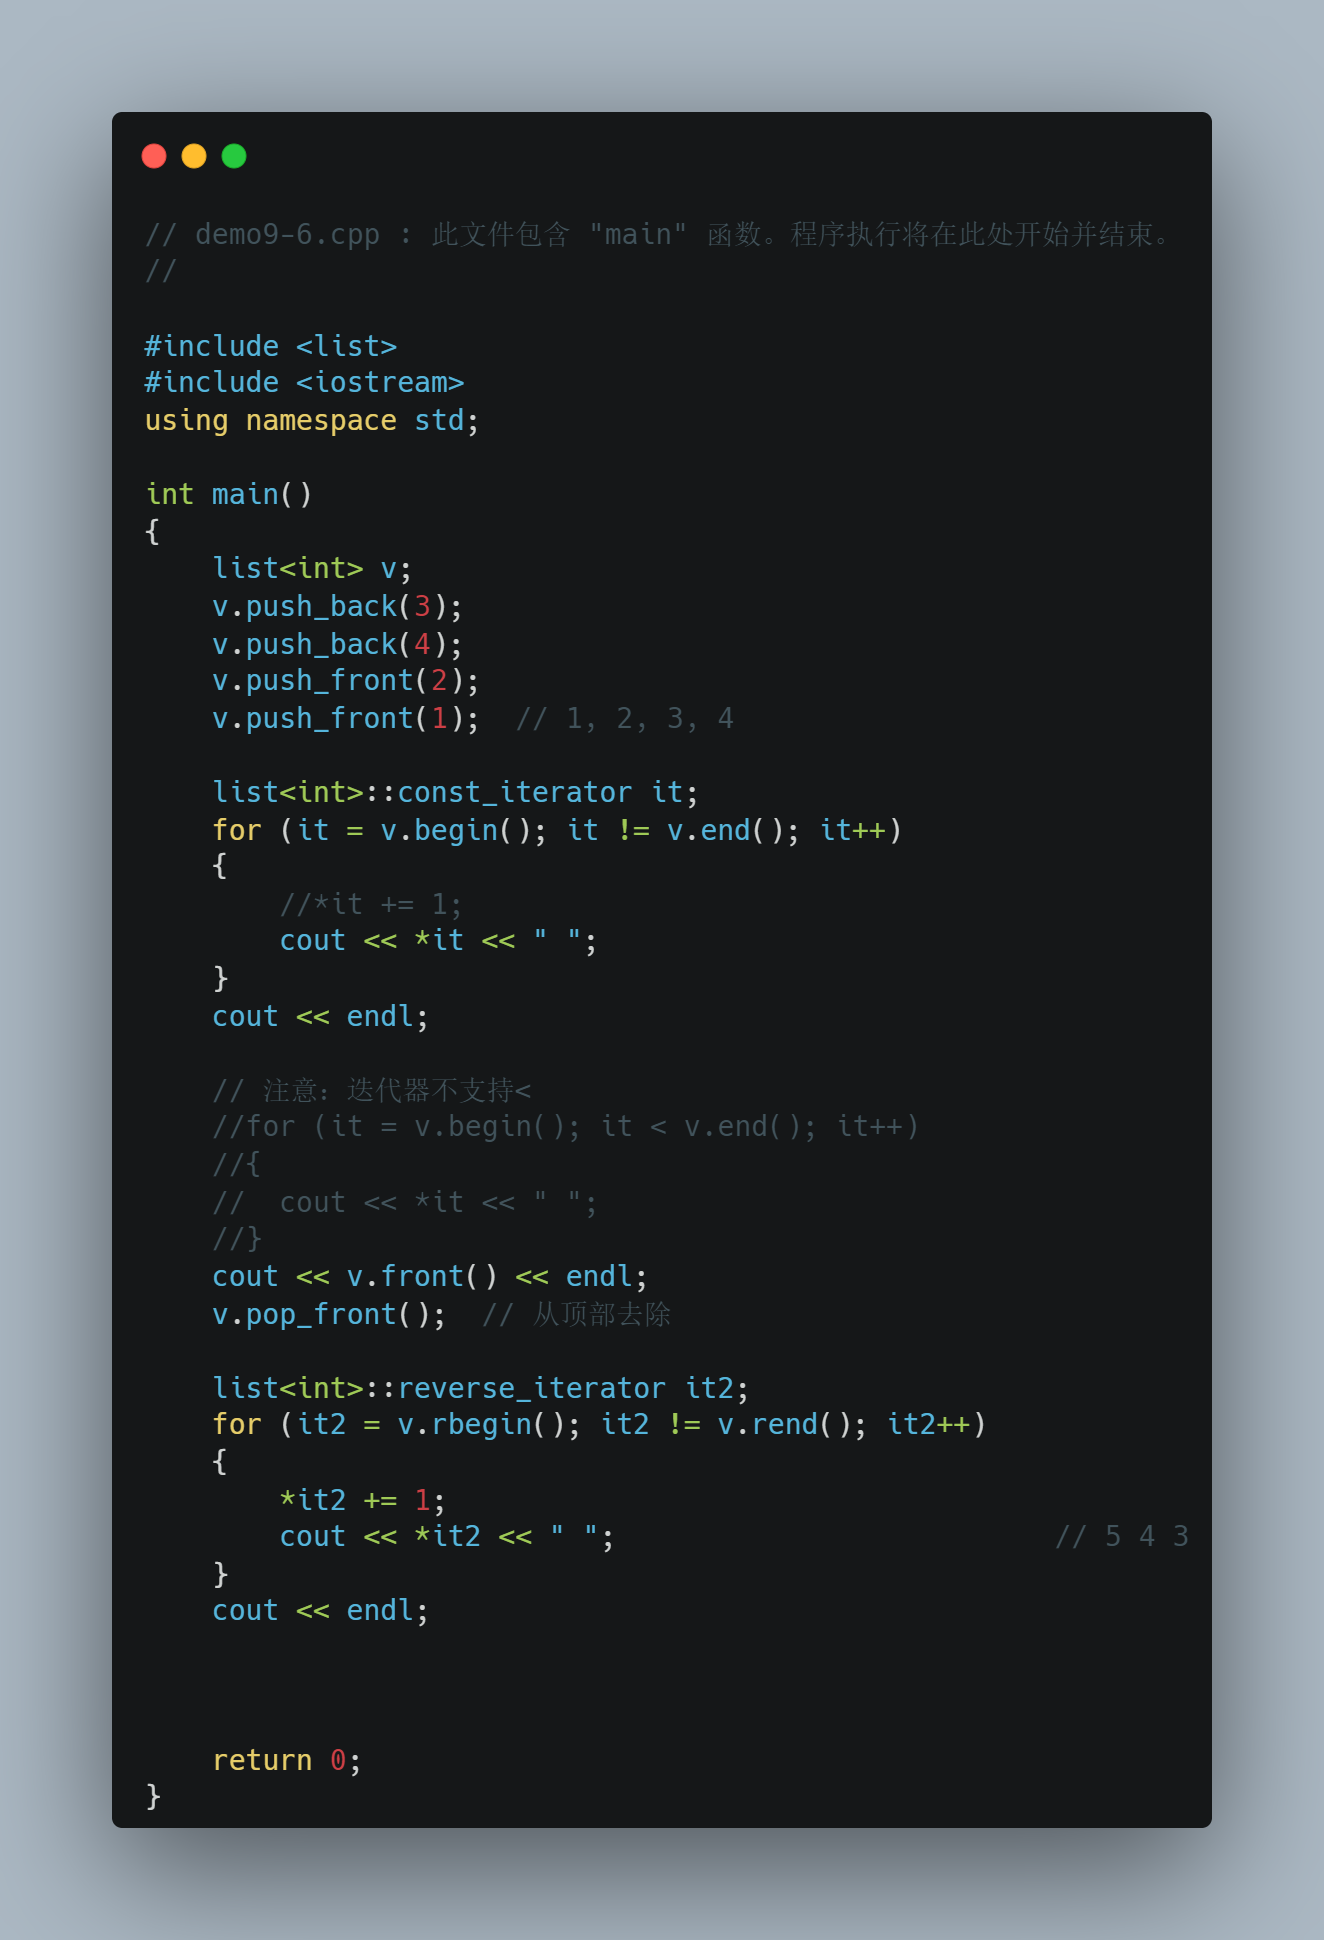 // demo9-6.cpp : 此文件包含 "main" 函数。程序执行将在此处开始并结束。
//
#include <list>
#include <iostream>
using namespace std;
int main()
{
    list<int> v;
    v.push_back(3);
    v.push_back(4);
    v.push_front(2);
    v.push_front(1);  // 1, 2, 3, 4
    list<int>::const_iterator it;
    for (it = v.begin(); it != v.end(); it++)
    {
        //*it += 1;
        cout << *it << " ";
    }
    cout << endl;
    // 注意：迭代器不支持<
    //for (it = v.begin(); it < v.end(); it++)
    //{
    //  cout << *it << " ";
    //}
    cout << v.front() << endl;
    v.pop_front();  // 从顶部去除
    list<int>::reverse_iterator it2;
    for (it2 = v.rbegin(); it2 != v.rend(); it2++)
    {
        *it2 += 1;
        cout << *it2 << " ";                          // 5 4 3
    }
    cout << endl;
    return 0;
}